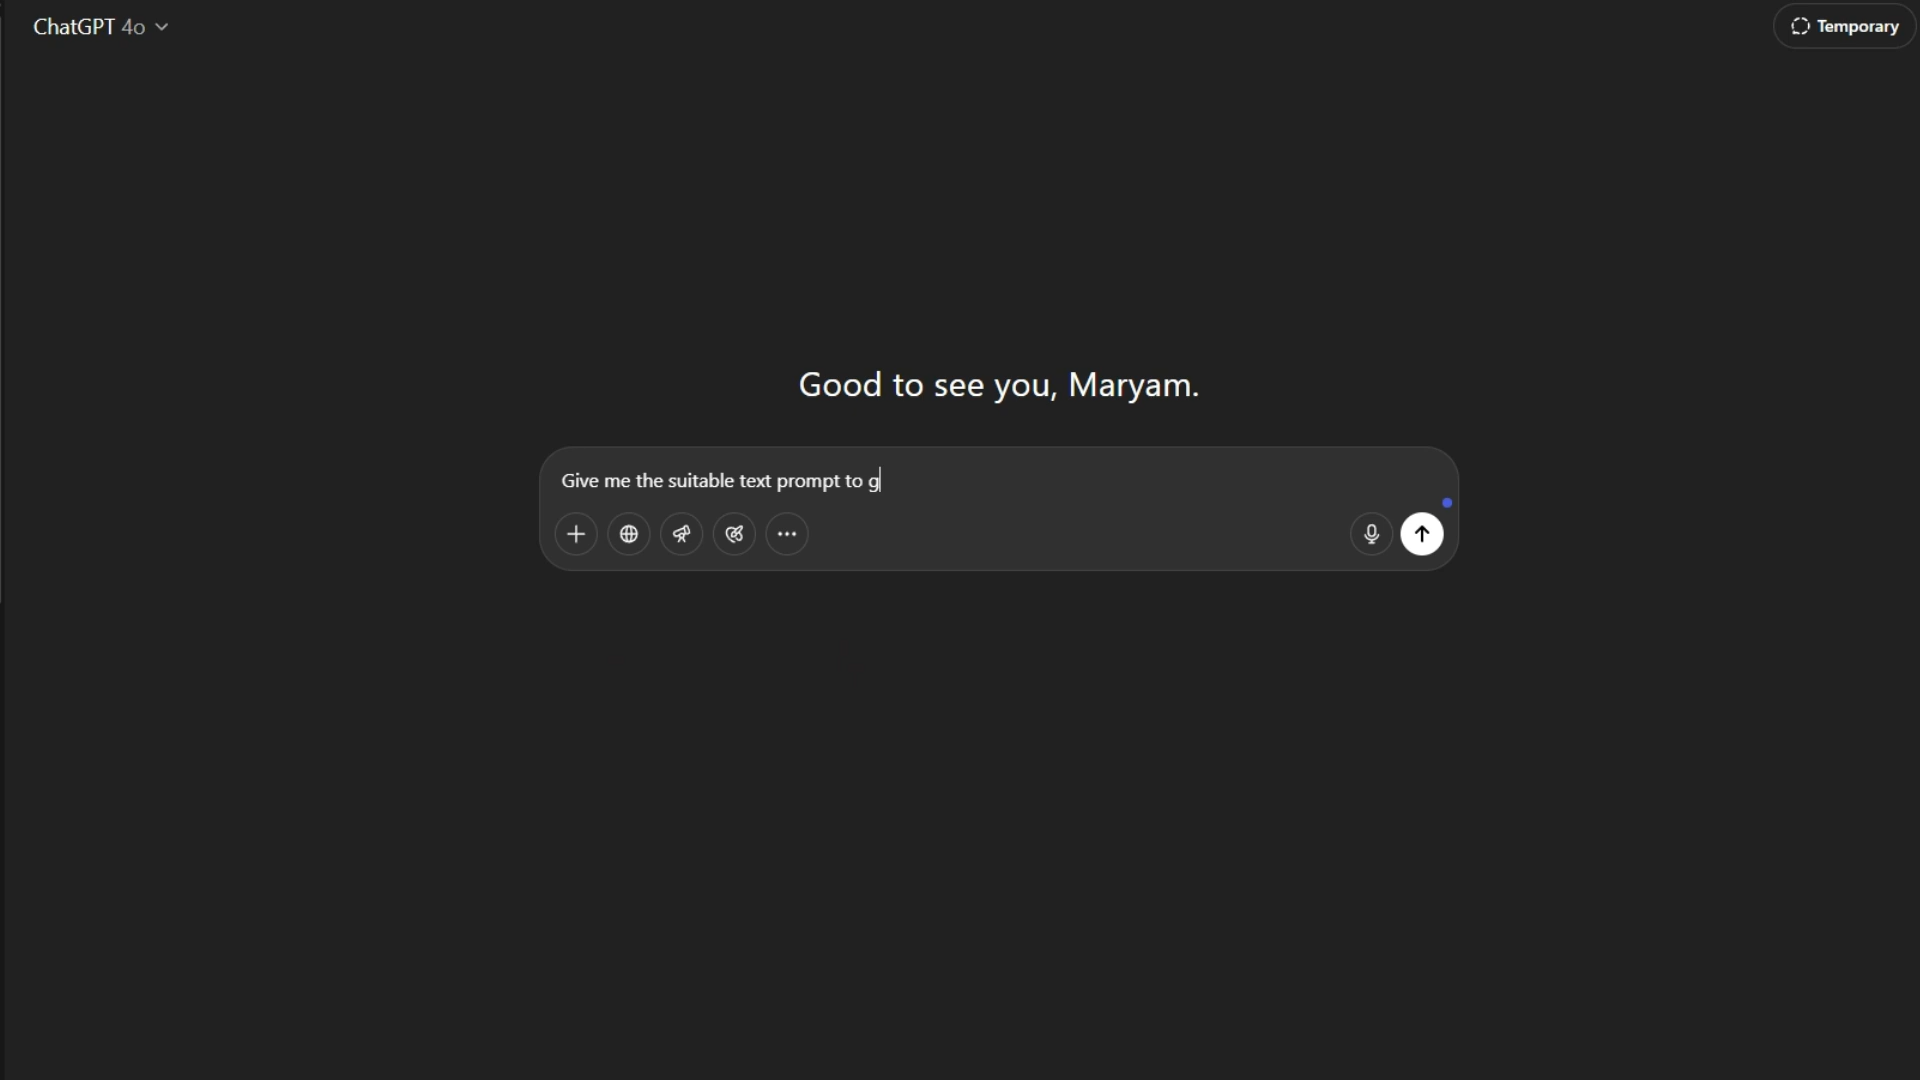 ChatGPT 4o
Temporary
Good to see you, Maryam.
Give me the suitable text prompt to g